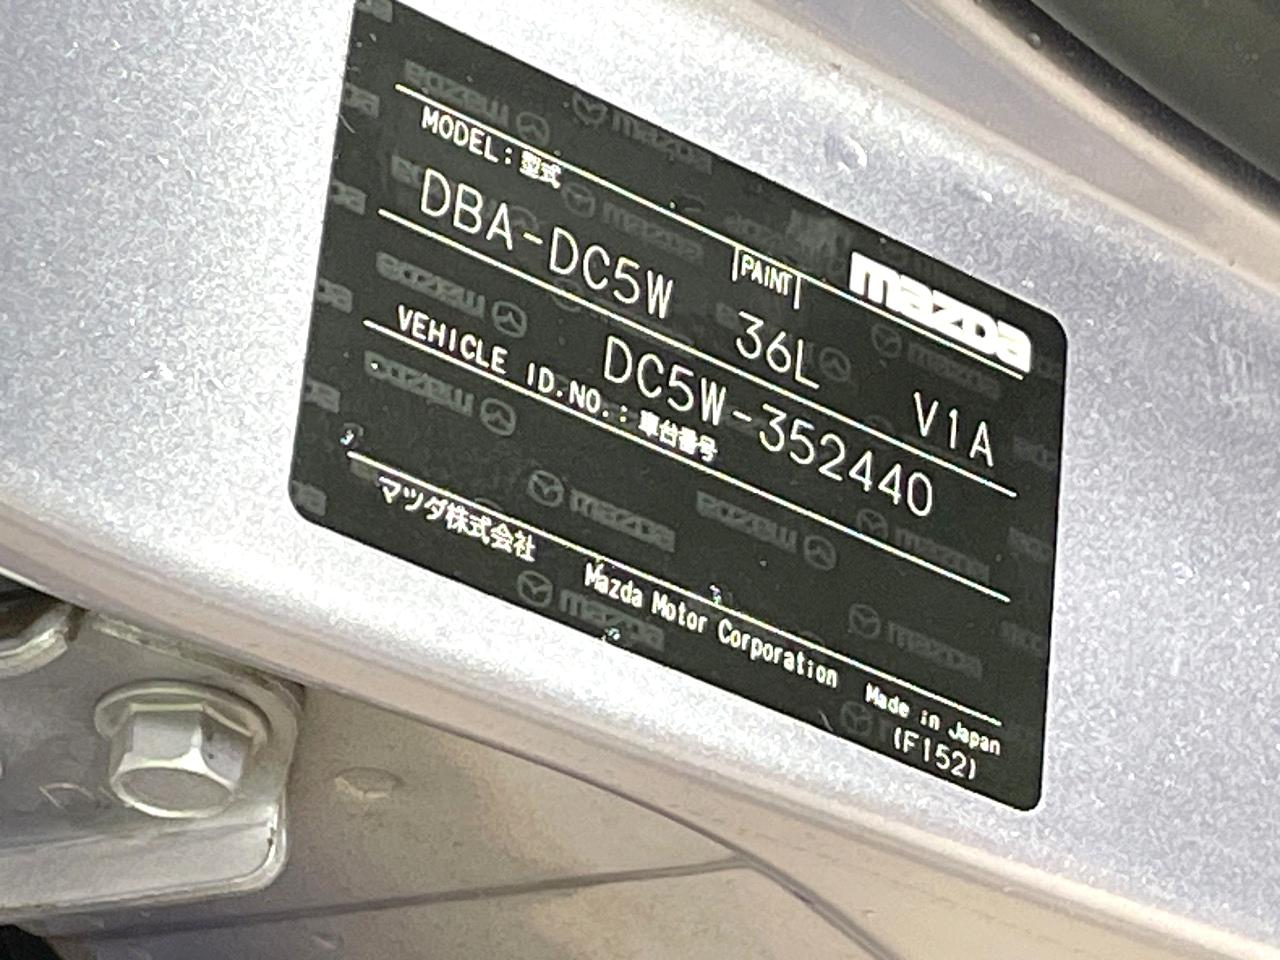 mazda
MODEL:型式
PAINT
DBA-DC5W 36L V1A
VEHICLE ID.NO.:車台番号
DC5W-352440
マツダ株式会社 Mazda Motor Corporation Made in Japan
(F152)